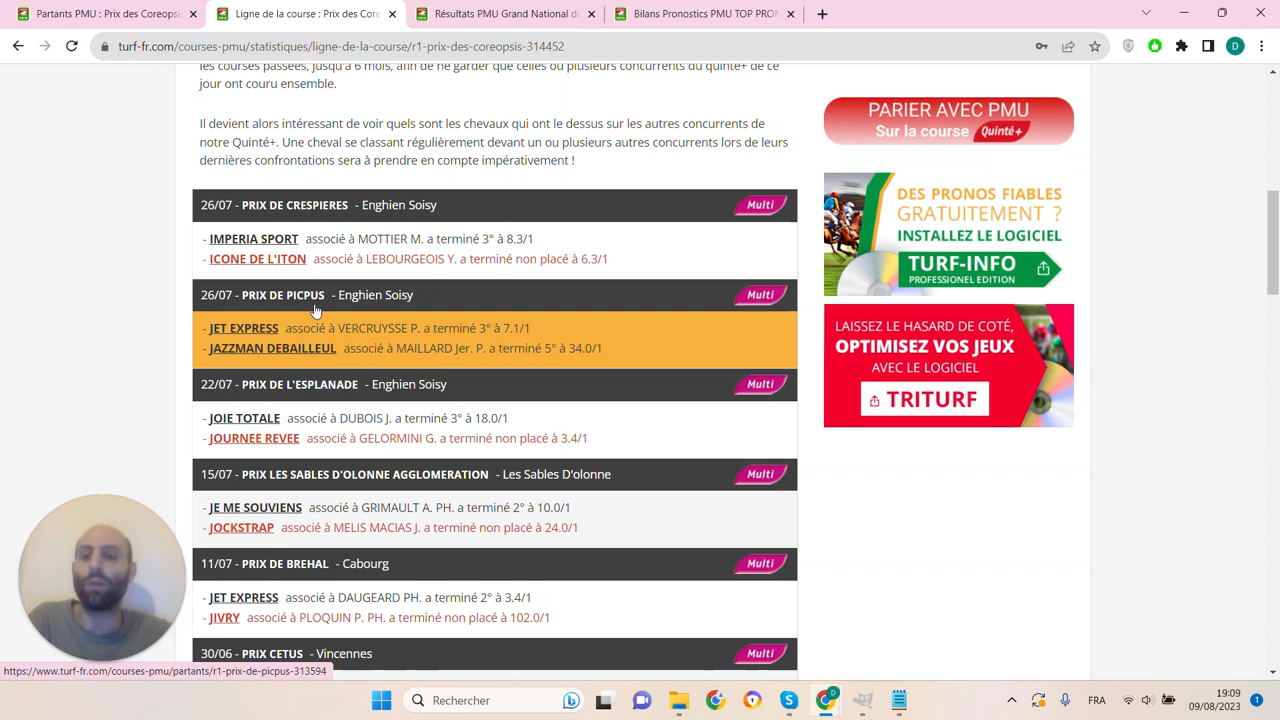 Partants PMU : Prix des Coreops
Ligne de la course : Prix des Core
Résultats PMU Grand National du
Bilans Pronostics PMU TOP PRON
turf-fr.com/courses-pmu/statistiques/ligne-de-la-course/r1-prix-des-coreopsis-314452
D
les courses passées, jusqu'à 6 mois, afin de ne garder que celles où plusieurs concurrents du quinté+ de ce
jour ont couru ensemble.
Il devient alors intéressant de voir quels sont les chevaux qui ont le dessus sur les autres concurrents de
notre Quinté+. Une cheval se classant régulièrement devant un ou plusieurs autres concurrents lors de leurs
dernières confrontations sera à prendre en compte impérativement !
26/07 - PRIX DE CRESPIERES - Enghien Soisy Multi
- IMPERIA SPORT associé à MOTTIER M. a terminé 3° à 8.3/1
- ICONE DE L'ITON associé à LEBOURGEOIS Y. a terminé non placé à 6.3/1
26/07 - PRIX DE PICPUS - Enghien Soisy Multi
- JET EXPRESS associé à VERCRUYSSE P. a terminé 3° à 7.1/1
- JAZZMAN DEBAILLEUL associé à MAILLARD Jer. P. a terminé 5° à 34.0/1
22/07 - PRIX DE L'ESPLANADE - Enghien Soisy Multi
- JOIE TOTALE associé à DUBOIS J. a terminé 3° à 18.0/1
- JOURNEE REVEE associé à GELORMINI G. a terminé non placé à 3.4/1
15/07 - PRIX LES SABLES D'OLONNE AGGLOMERATION - Les Sables D'olonne Multi
- JE ME SOUVIENS associé à GRIMAULT A. PH. a terminé 2° à 10.0/1
- JOCKSTRAP associé à MELIS MACIAS J. a terminé non placé à 24.0/1
11/07 - PRIX DE BREHAL - Cabourg Multi
- JET EXPRESS associé à DAUGEARD PH. a terminé 2° à 3.4/1
- JIVRY associé à PLOQUIN P. PH. a terminé non placé à 102.0/1
30/06 - PRIX CETUS - Vincennes Multi
PARIER AVEC PMU
Sur la course Quinté+
DES PRONOS FIABLES
GRATUITEMENT ?
INSTALLEZ LE LOGICIEL
TURF-INFO
PROFESSIONEL EDITION
LAISSEZ LE HASARD DE COTÉ,
OPTIMISEZ VOS JEUX
AVEC LE LOGICIEL
TRITURF
https://www.turf-fr.com/courses-pmu/partants/r1-prix-de-picpus-313594
Rechercher
FRA
19:09
09/08/2023
1